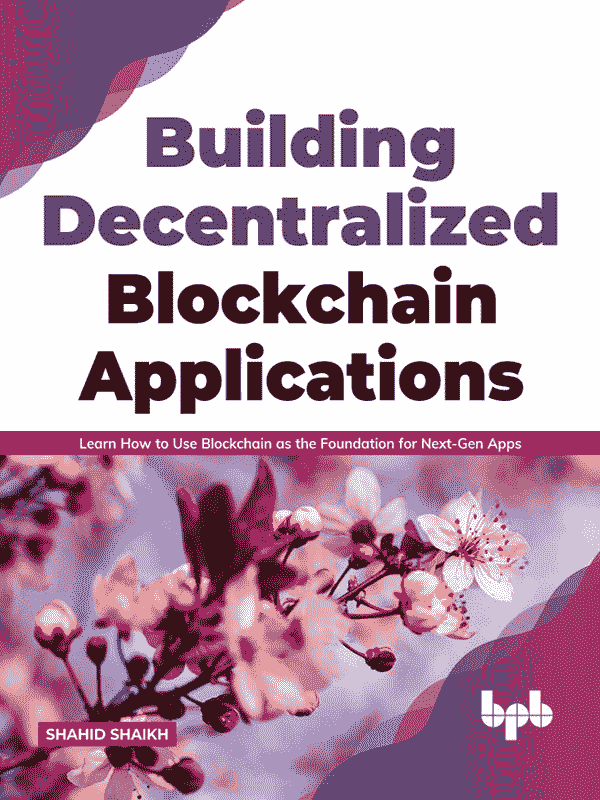 Building
Decentralized
Blockchain
Applications
Learn How to Use Blockchain as the Foundation for Next-Gen Apps
SHAHID SHAIKH
bpb